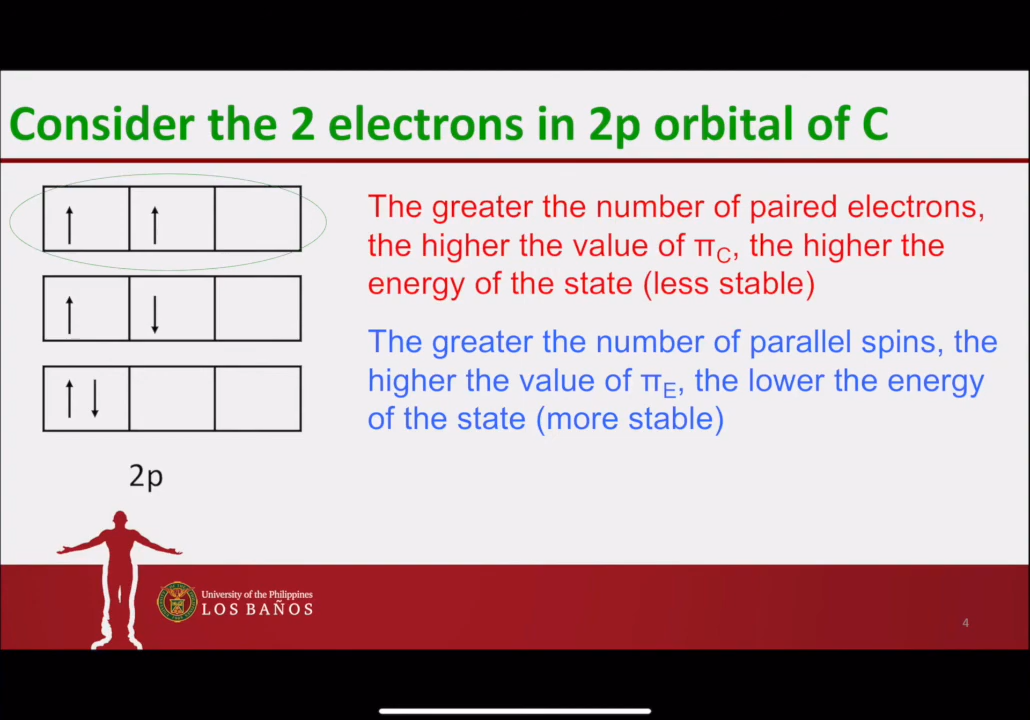 Consider the 2 electrons in 2p orbital of C
The greater the number of paired electrons,
the higher the value of πC, the higher the
energy of the state (less stable)
The greater the number of parallel spins, the
higher the value of πE, the lower the energy
of the state (more stable)
2p
University of the Philippines
LOS BAÑOS
4